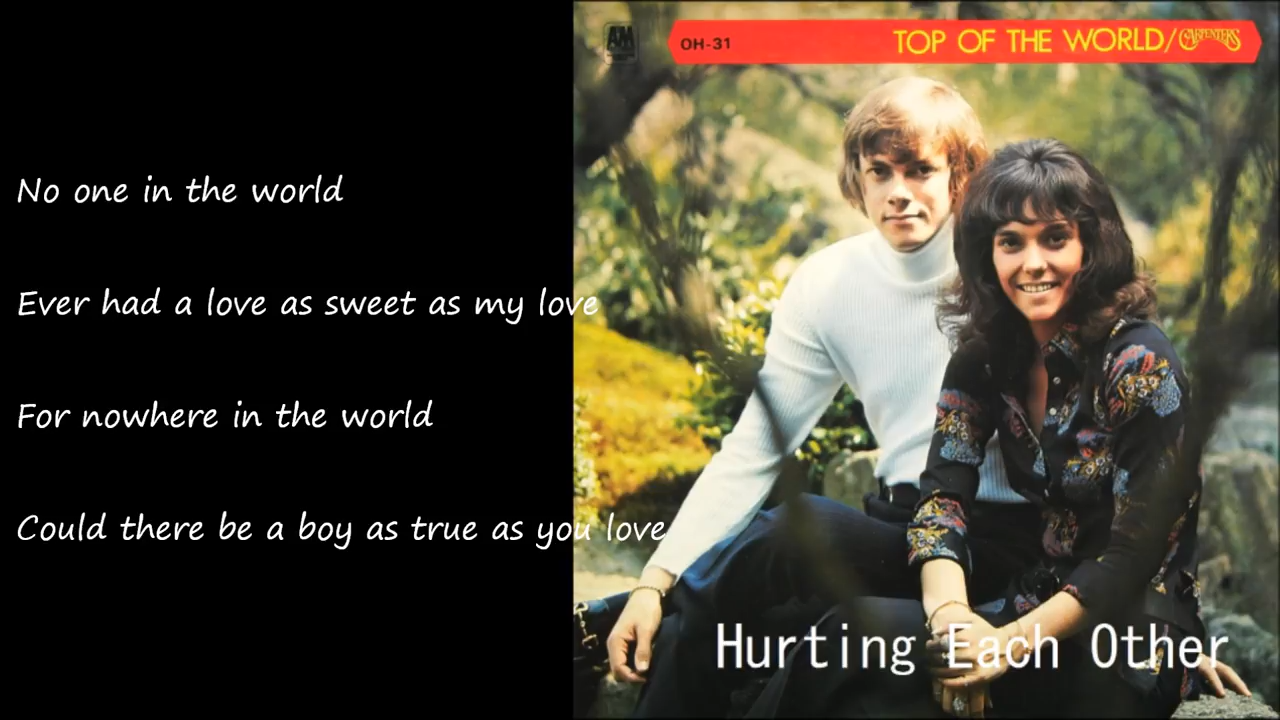 No one in the world
Ever had a love as sweet as my love
For nowhere in the world
Could there be a boy as true as you love
A&M
OH-31
TOP OF THE WORLD/CARPENTERS
Hurting Each Other